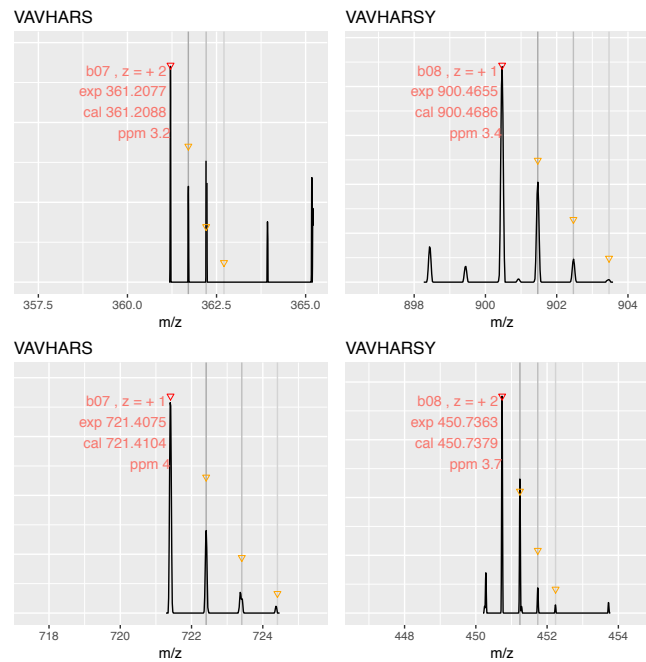 VAVHARS
b07 , z = + 2
exp 361.2077
cal 361.2088
ppm 3.2
357.5 360.0 362.5 365.0
m/z
VAVHARSY
b08 , z = + 1
exp 900.4655
cal 900.4686
ppm 3.4
898 900 902 904
m/z
VAVHARS
b07 , z = + 1
exp 721.4075
cal 721.4104
ppm 4
718 720 722 724
m/z
VAVHARSY
b08 , z = + 2
exp 450.7363
cal 450.7379
ppm 3.7
448 450 452 454
m/z